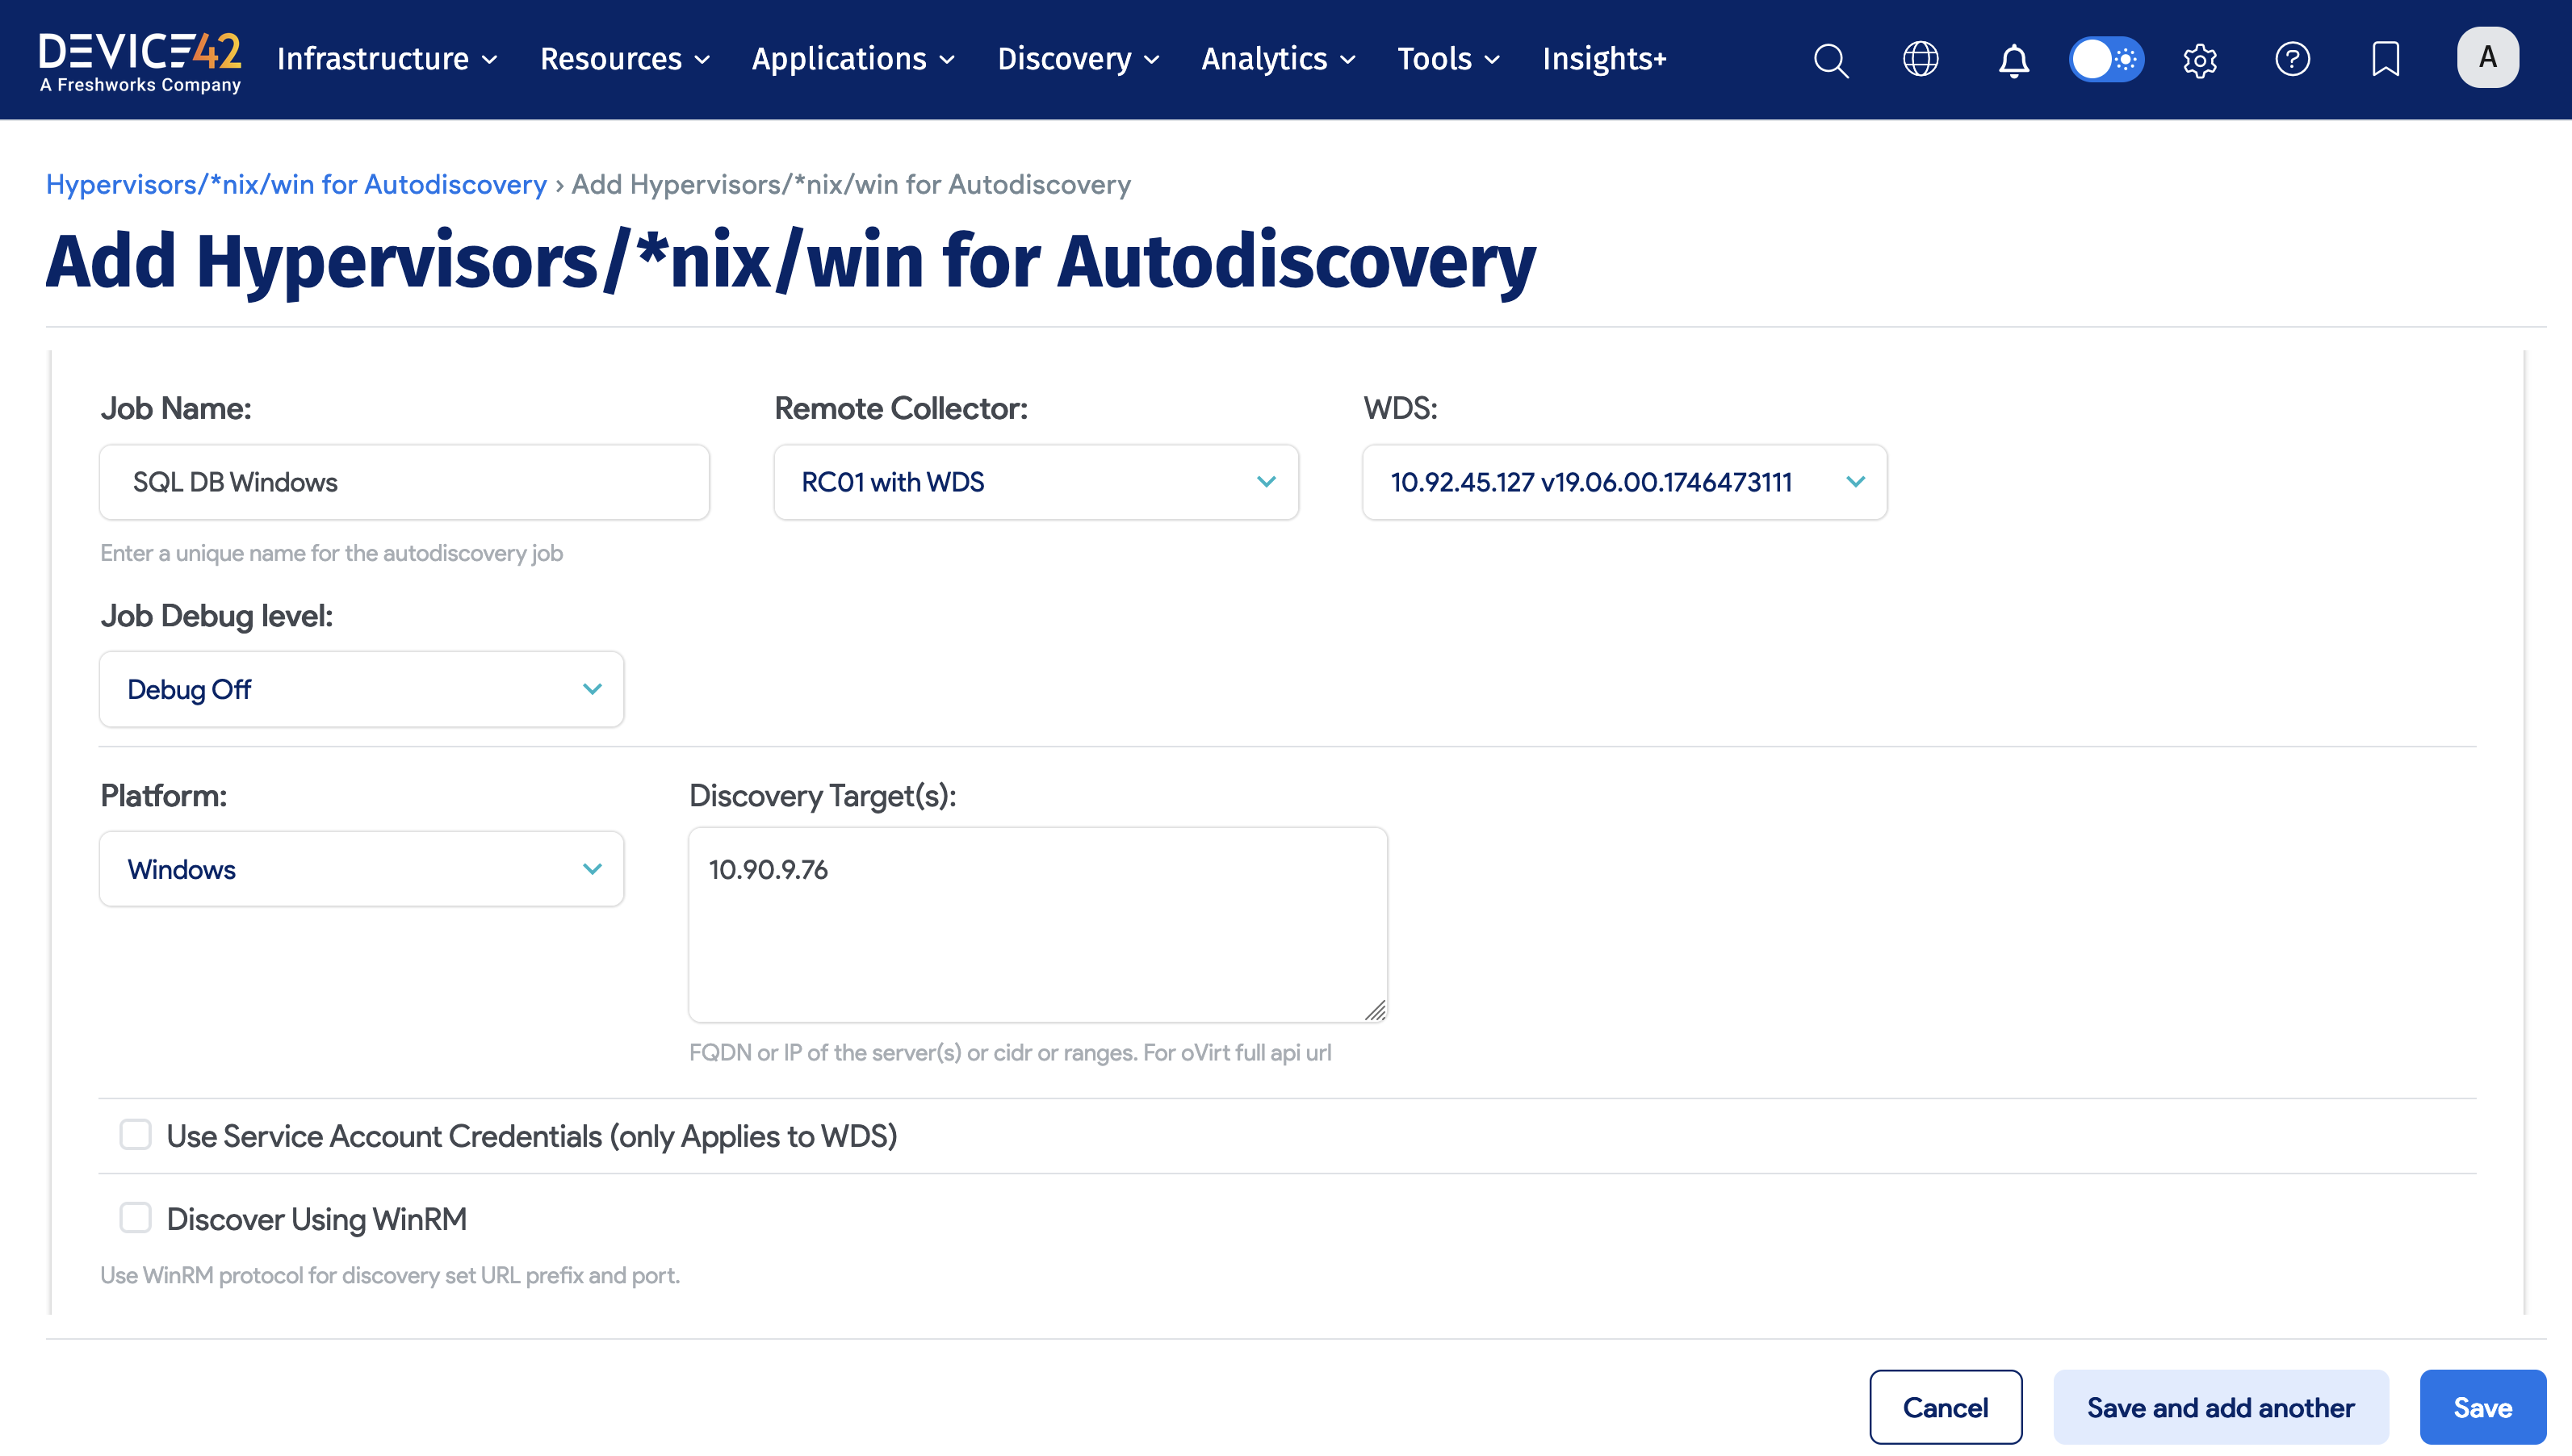 DEVICE42
A Freshworks Company
Infrastructure Resources Applications Discovery Analytics Tools Insights+ A
Hypervisors/*nix/win for Autodiscovery › Add Hypervisors/*nix/win for Autodiscovery
Add Hypervisors/*nix/win for Autodiscovery
Job Name: Remote Collector: WDS:
SQL DB Windows RC01 with WDS 10.92.45.127 v19.06.00.1746473111
Enter a unique name for the autodiscovery job
Job Debug level:
Debug Off
Platform: Discovery Target(s):
Windows 10.90.9.76
FQDN or IP of the server(s) or cidr or ranges. For oVirt full api url
Use Service Account Credentials (only Applies to WDS)
Discover Using WinRM
Use WinRM protocol for discovery set URL prefix and port.
Cancel Save and add another Save